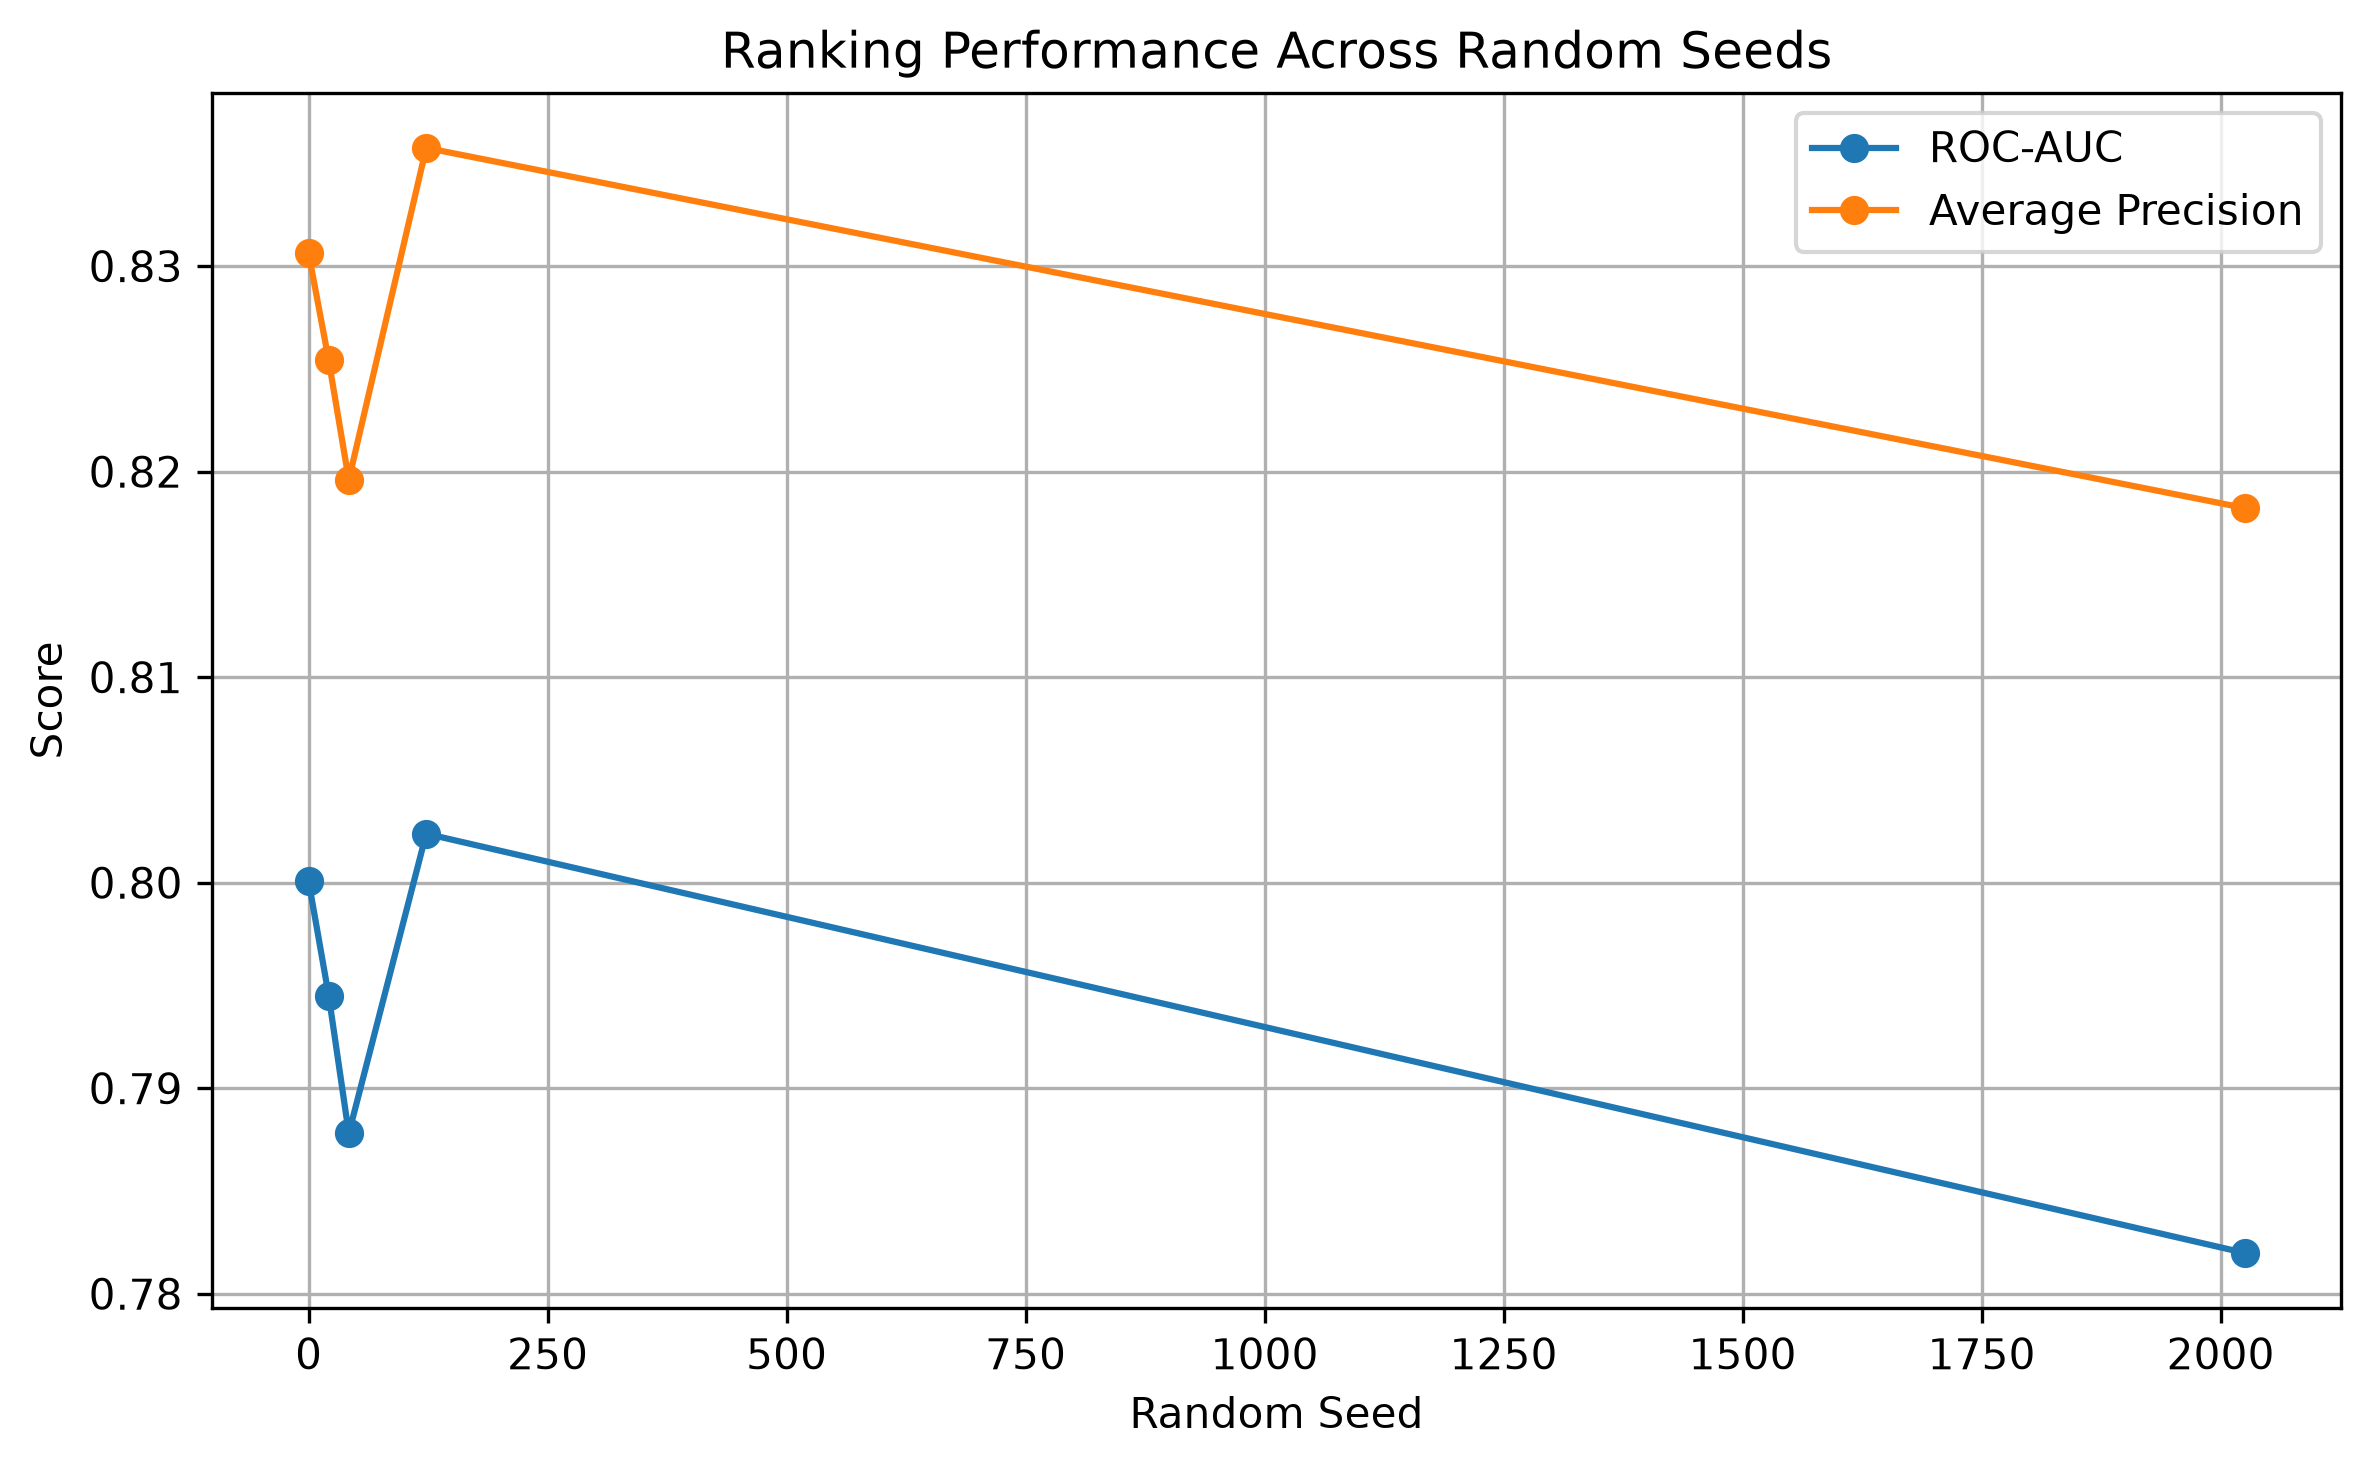 Ranking Performance Across Random Seeds
ROC-AUC
Average Precision
Score
0.83
0.82
0.81
0.80
0.79
0.78
0 250 500 750 1000 1250 1500 1750 2000
Random Seed